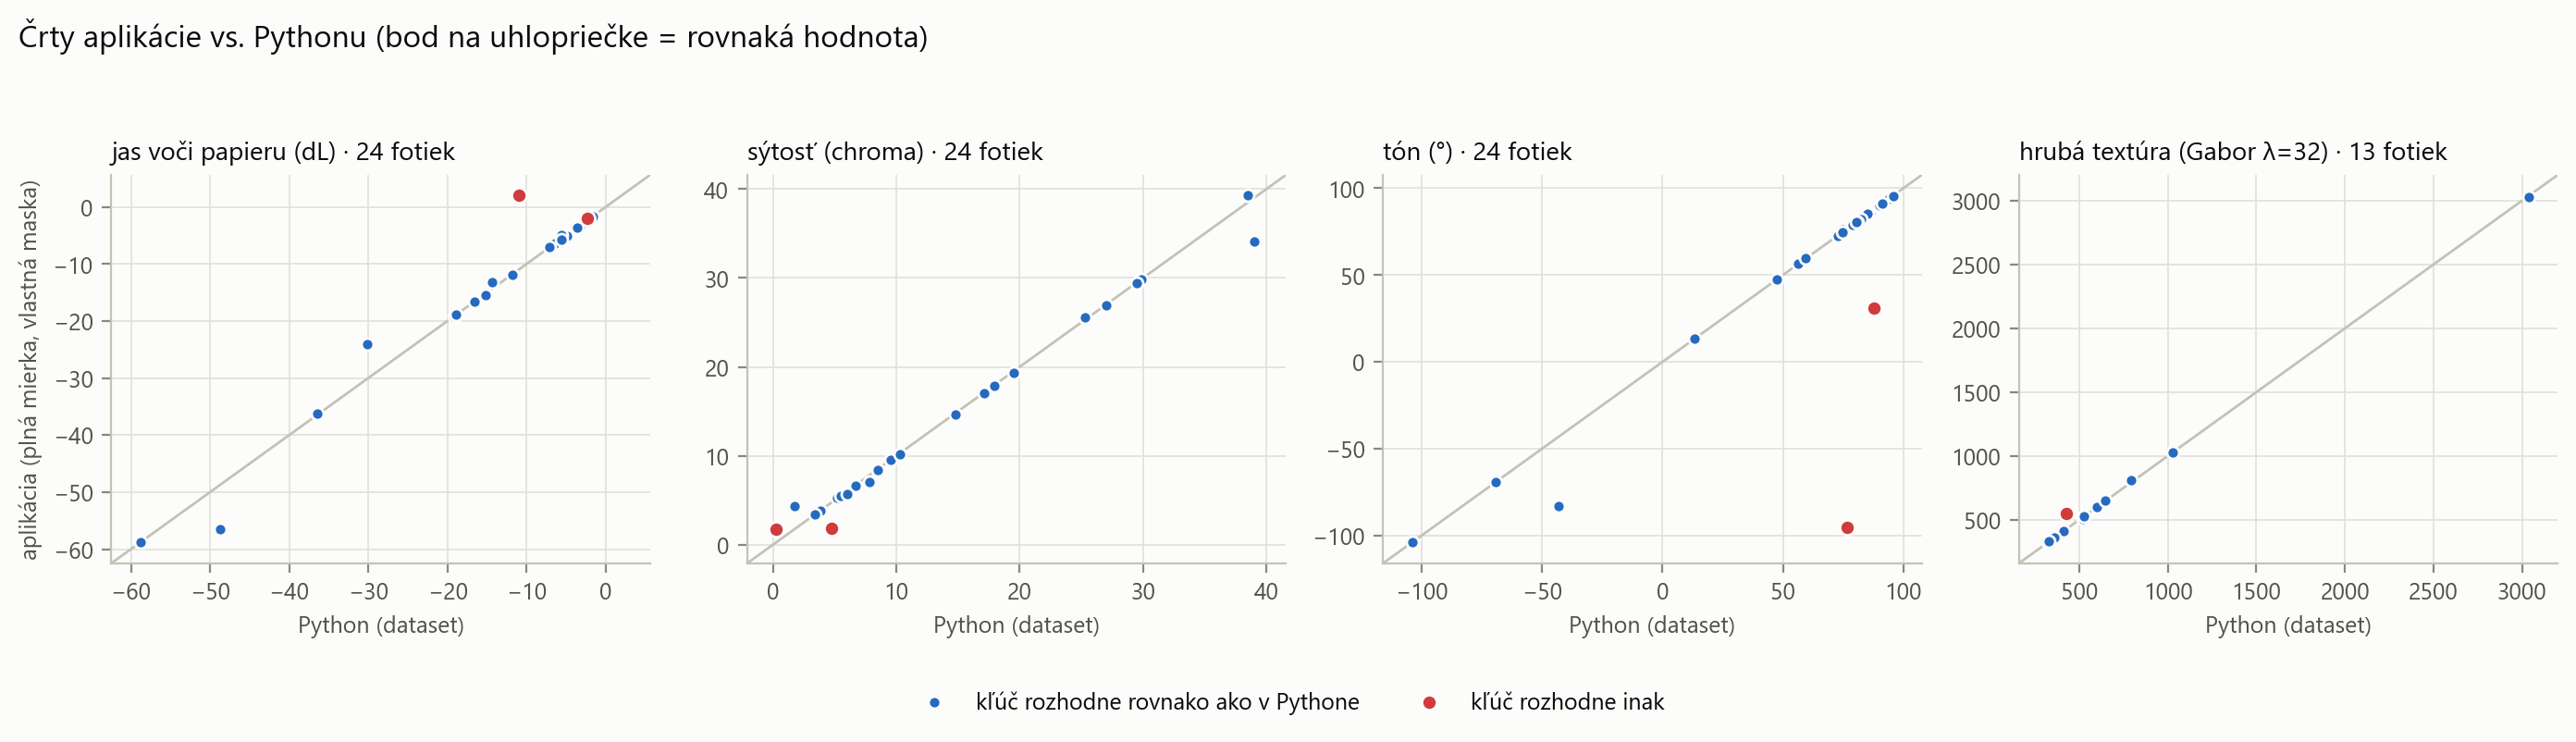 Črty aplikácie vs. Pythonu (bod na uhlopriečke = rovnaká hodnota)
jas voči papieru (dL) · 24 fotiek
aplikácia (plná mierka, vlastná maska)
0
−10
−20
−30
−40
−50
−60
−60 −50 −40 −30 −20 −10 0
Python (dataset)
sýtosť (chroma) · 24 fotiek
40
30
20
10
0
0 10 20 30 40
Python (dataset)
tón (°) · 24 fotiek
100
50
0
−50
−100
−100 −50 0 50 100
Python (dataset)
hrubá textúra (Gabor λ=32) · 13 fotiek
3000
2500
2000
1500
1000
500
500 1000 1500 2000 2500 3000
Python (dataset)
kľúč rozhodne rovnako ako v Pythone
kľúč rozhodne inak